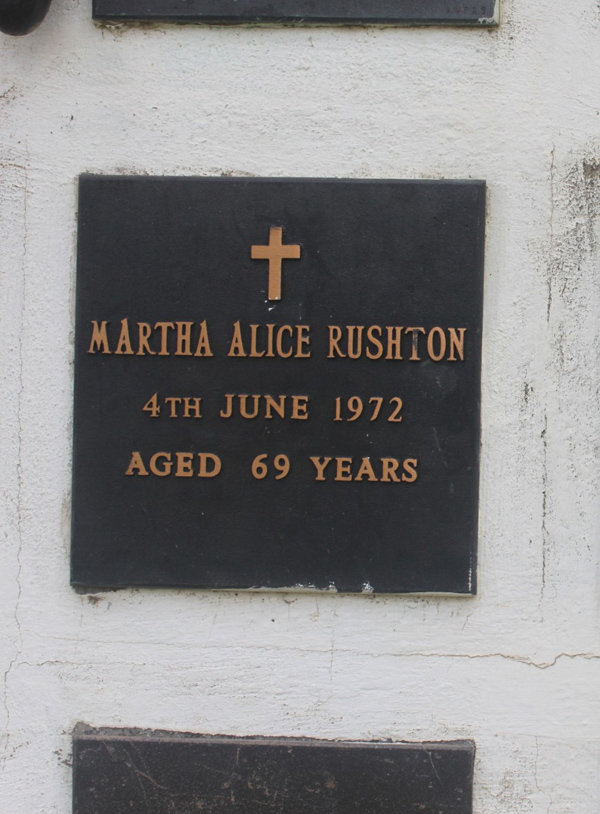 MARTHA ALICE RUSHTON
4TH JUNE 1972
AGED 69 YEARS